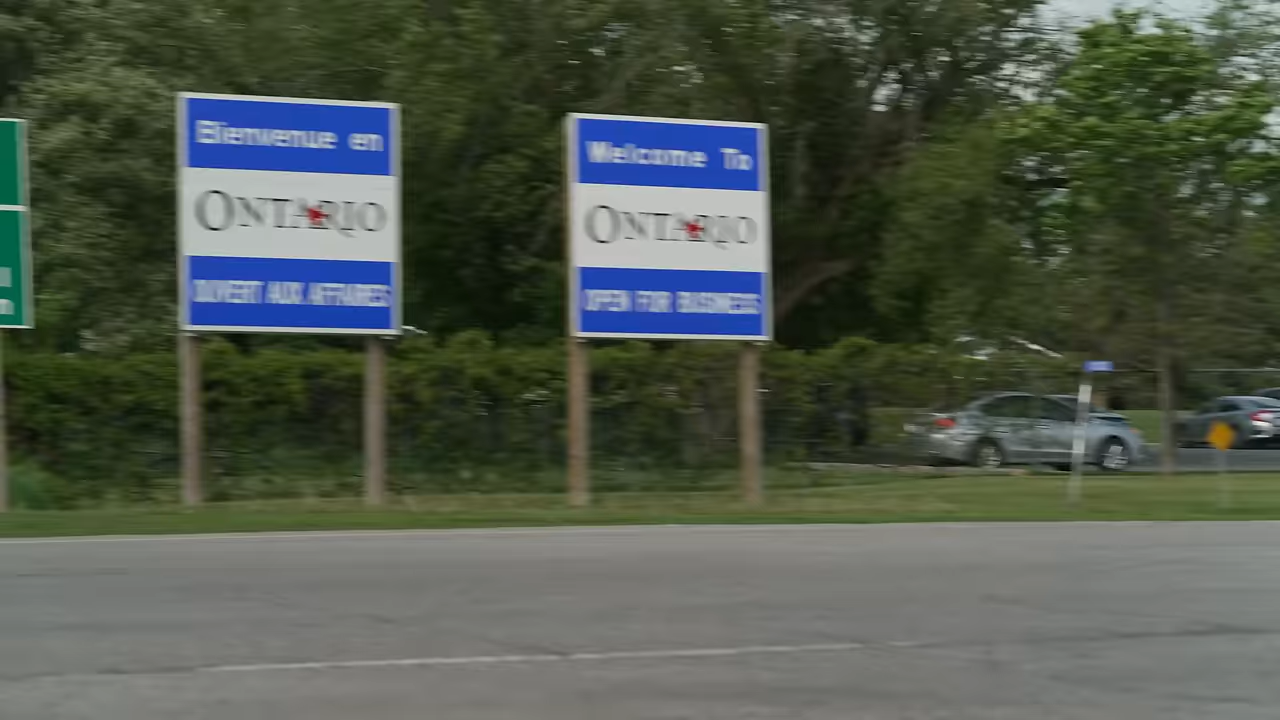 Bienvenue en
ONTARIO
OUVERT AUX AFFAIRES
Welcome To
ONTARIO
OPEN FOR BUSINESS